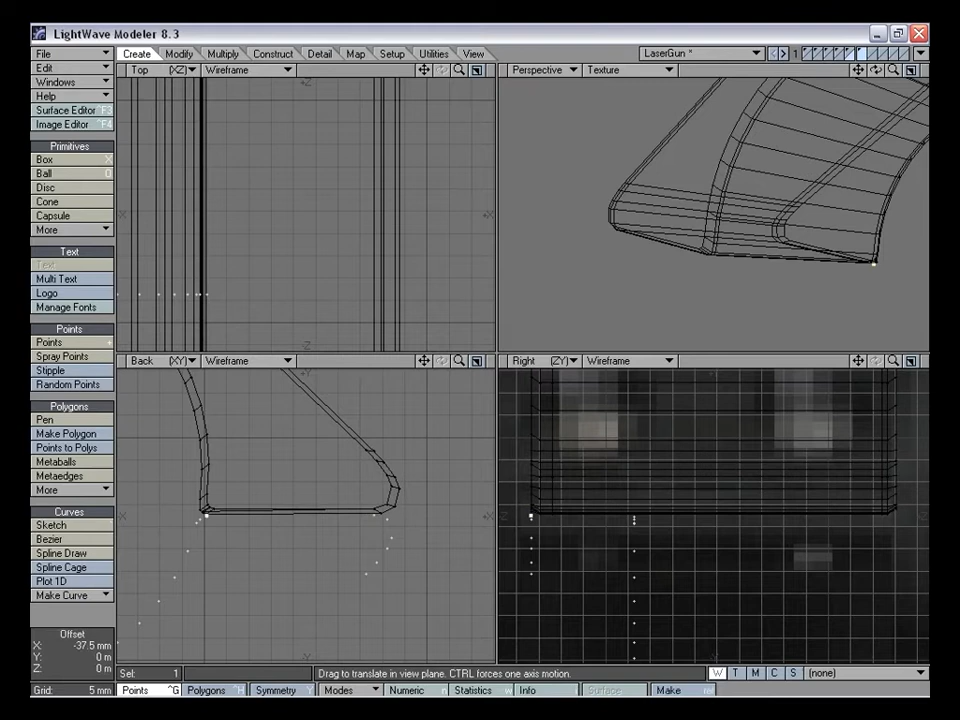 LightWave Modeler 8.3
File Create Modify Multiply Construct Detail Map Setup Utilities View LaserGun * 1
Edit Top (XZ) Wireframe Perspective Texture
Windows
Help
Surface Editor ^F3
Image Editor ^F4
Primitives
Box X
Ball O
Disc
Cone
Capsule
More
Text
Text
Multi Text
Logo
Manage Fonts
Points
Points +
Spray Points
Stipple
Back (XY) Wireframe Right (ZY) Wireframe
Random Points
Polygons
Pen
Make Polygon
Points to Polys
Metaballs
Metaedges
More
Curves
Sketch
Bezier
Spline Draw
Spline Cage
Plot 1D
Make Curve
Offset
X: -37.5 mm
Y: 0 m
Z: 0 m
Sel: 1 Drag to translate in view plane. CTRL forces one axis motion. W T M C S (none)
Grid: 5 mm Points ^G Polygons ^H Symmetry Y Modes Numeric n Statistics w Info i Surface Make